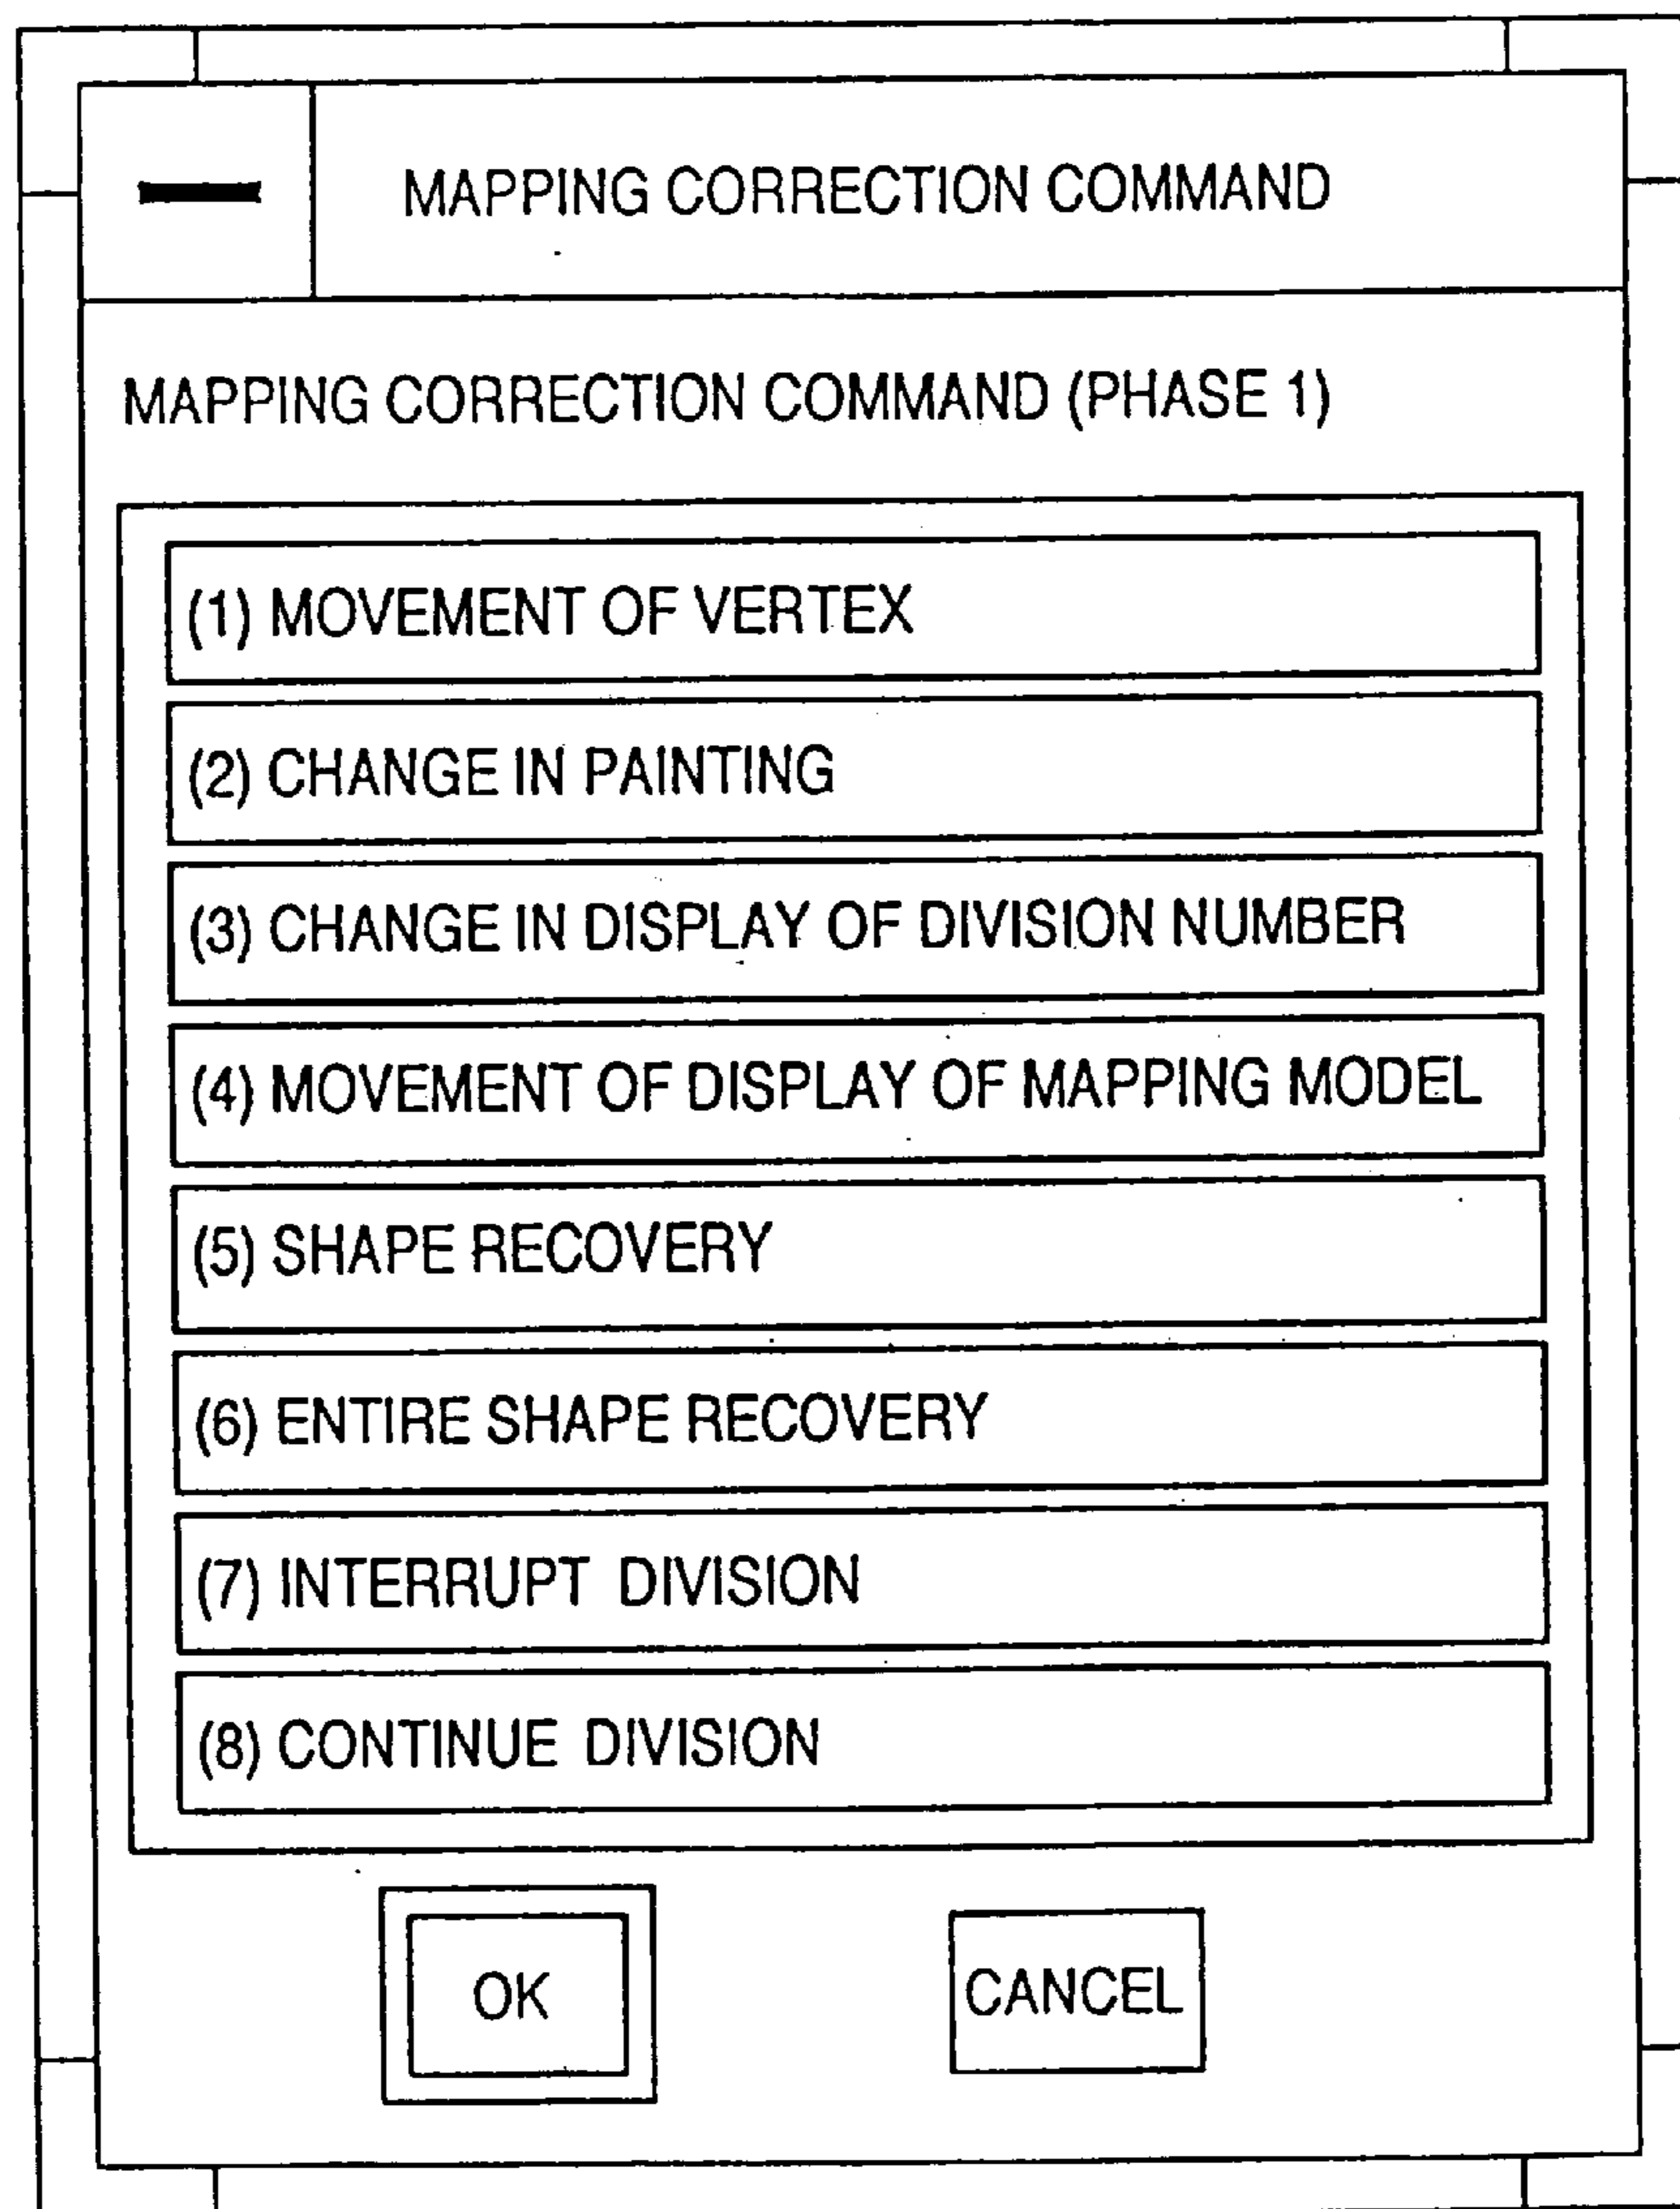 MAPPING CORRECTION COMMAND
MAPPING CORRECTION COMMAND (PHASE 1)
(1) MOVEMENT OF VERTEX
(2) CHANGE IN PAINTING
(3) CHANGE IN DISPLAY OF DIVISION NUMBER
(4) MOVEMENT OF DISPLAY OF MAPPING MODEL
(5) SHAPE RECOVERY
(6) ENTIRE SHAPE RECOVERY
(7) INTERRUPT DIVISION
(8) CONTINUE DIVISION
OK
CANCEL